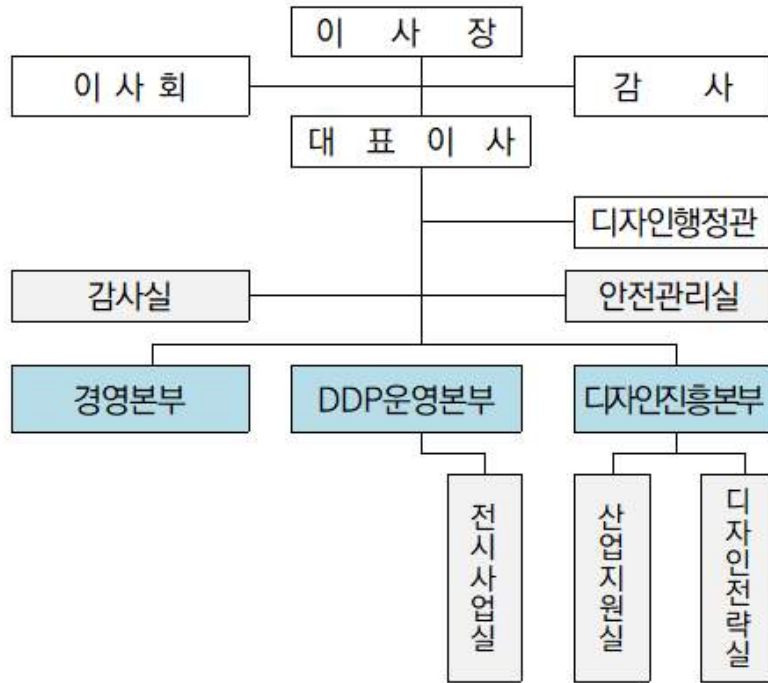 이 사 장
이 사 회
감 사
대 표 이 사
디자인행정관
감사실
안전관리실
경영본부
DDP운영본부
디자인진흥본부
전시사업실
산업지원실
디자인전략실